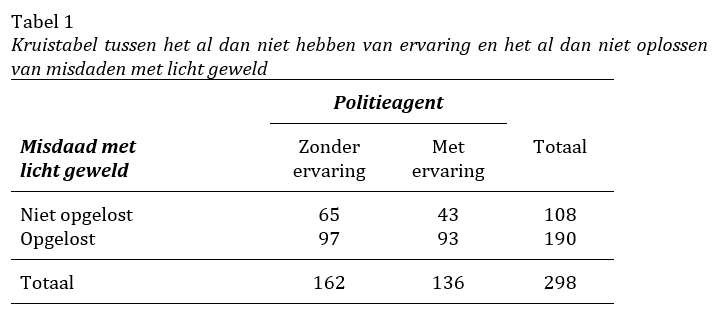 Tabel 1
Kruistabel tussen het al dan niet hebben van ervaring en het al dan niet oplossen
van misdaden met licht geweld
Politieagent
Misdaad met licht geweld Zonder ervaring Met ervaring Totaal
Niet opgelost 65 43 108
Opgelost 97 93 190
Totaal 162 136 298